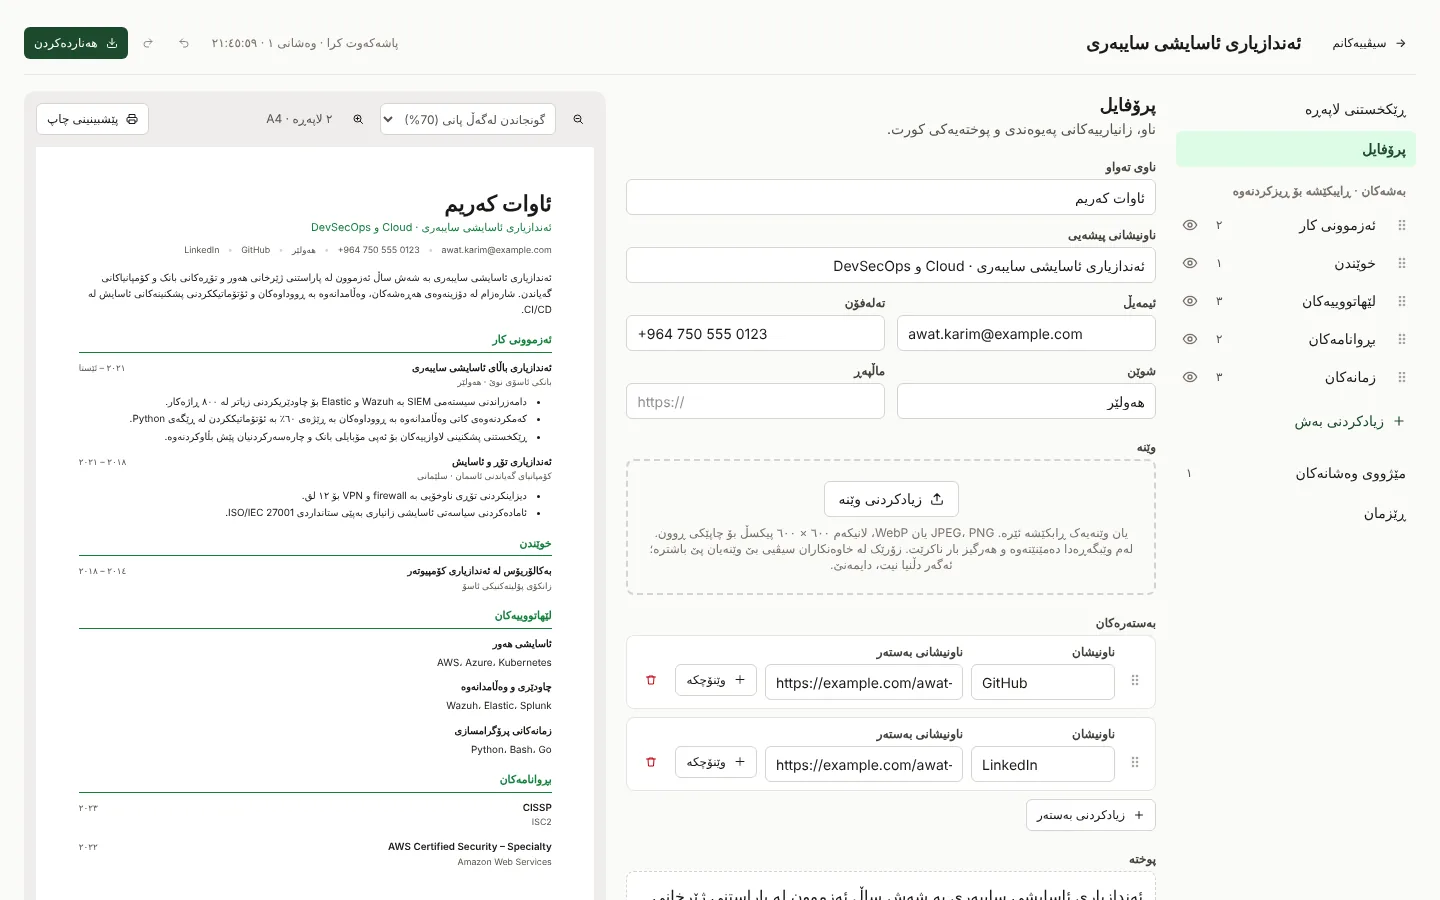 سیڤییەکانم
ئەندازیاری ئاسایشی سایبەری
پاشەکەوت کرا · وەشانی ١ · ٢١:٤٥:٥٩
هەناردەکردن
ڕێکخستنی لاپەڕە
پرۆفایل
بەشەکان · ڕابکێشە بۆ ڕیزکردنەوە
ئەزموونی کار ٢
خوێندن ١
لێهاتووییەکان ٣
بڕوانامەکان ٢
زمانەکان ٣
زیادکردنی بەش
مێژووی وەشانەکان ١
ڕێزمان
پرۆفایل
ناو، زانیارییەکانی پەیوەندی و پوختەیەکی کورت.
ناوی تەواو
ئاوات کەریم
ناونیشانی پیشەیی
ئەندازیاری ئاسایشی سایبەری · Cloud و DevSecOps
ئیمەیڵ
awat.karim@example.com
تەلەفۆن
+964 750 555 0123
شوێن
هەولێر
ماڵپەڕ
https://
وێنە
زیادکردنی وێنە
یان وێنەیەک ڕابکێشە ئێرە. JPEG، PNG یان WebP، لانیکەم ٦٠٠ × ٦٠٠ پیکسڵ بۆ چاپێکی ڕوون.
لەم وێبگەڕەدا دەمێنێتەوە و هەرگیز بار ناکرێت. زۆرێک لە خاوەنکاران سیڤیی بێ وێنەیان پێ باشترە؛
ئەگەر دڵنیا نیت، دایمەنێ.
بەستەرەکان
ناونیشان
GitHub
ناونیشانی بەستەر
https://example.com/awat-
وێنۆچکە
ناونیشان
LinkedIn
ناونیشانی بەستەر
https://example.com/awat-
وێنۆچکە
زیادکردنی بەستەر
پوختە
ئەندازیاری ئاسایشی سایبەری بە شەش ساڵ ئەزموون لە پاراستنی ژێرخانی
گونجاندن لەگەڵ پانی (70%)
٢ لاپەڕە · A4
پێشبینینی چاپ
ئاوات کەریم
ئەندازیاری ئاسایشی سایبەری · Cloud و DevSecOps
awat.karim@example.com • +964 750 555 0123 • هەولێر • GitHub • LinkedIn
ئەندازیاری ئاسایشی سایبەری بە شەش ساڵ ئەزموون لە پاراستنی ژێرخانی هەور و تۆڕەکانی بانک و کۆمپانیاکانی
گەیاندن. شارەزام لە دۆزینەوەی هەڕەشەکان، وەڵامدانەوە بە ڕووداوەکان و ئۆتۆماتیککردنی پشکنینەکانی ئاسایش لە
CI/CD.
ئەزموونی کار
ئەندازیاری باڵای ئاسایشی سایبەری ٢٠٢١ – ئێستا
بانکی ئاسۆی نوێ · هەولێر
• دامەزراندنی سیستەمی SIEM بە Wazuh و Elastic بۆ چاودێریکردنی زیاتر لە ٨٠٠ ڕاژەکار.
• کەمکردنەوەی کاتی وەڵامدانەوە بە ڕووداوەکان بە ڕێژەی ٦٠٪ بە ئۆتۆماتیککردن لە ڕێگەی Python.
• ڕێکخستنی پشکنینی لاوازییەکان بۆ ئەپی مۆبایلی بانک و چارەسەرکردنیان پێش بڵاوکردنەوە.
ئەندازیاری تۆڕ و ئاسایش ٢٠١٨ – ٢٠٢١
کۆمپانیای گەیاندنی ئاسمان · سلێمانی
• دیزاینکردنی تۆڕی ناوخۆیی بە firewall و VPN بۆ ١٢ لق.
• ئامادەکردنی سیاسەتی ئاسایشی زانیاری بەپێی ستانداردی ISO/IEC 27001.
خوێندن
بەکالۆریۆس لە ئەندازیاری کۆمپیوتەر ٢٠١٤ – ٢٠١٨
زانکۆی پۆلیتەکنیکی ئاسۆ
لێهاتووییەکان
ئاسایشی هەور
AWS، Azure، Kubernetes
چاودێری و وەڵامدانەوە
Wazuh، Elastic، Splunk
زمانەکانی پرۆگرامسازی
Python، Bash، Go
بڕوانامەکان
CISSP ٢٠٢٣
ISC2
AWS Certified Security – Specialty ٢٠٢٢
Amazon Web Services